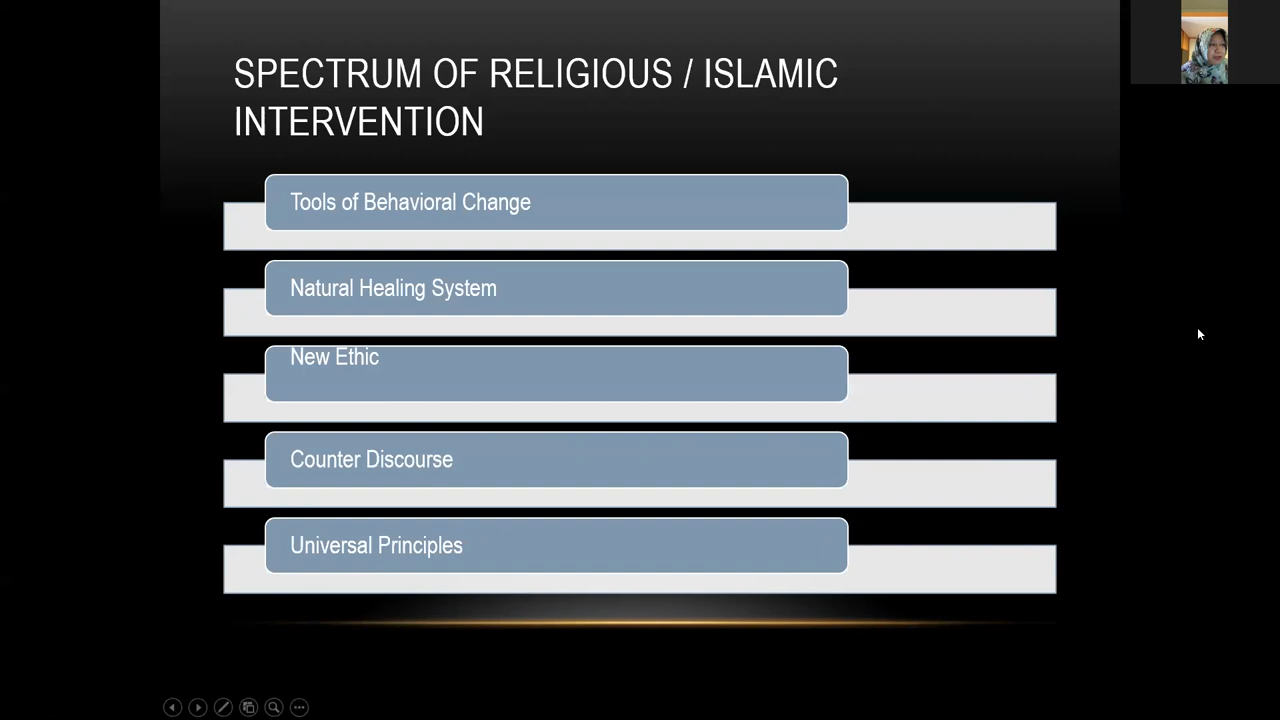 SPECTRUM OF RELIGIOUS / ISLAMIC
INTERVENTION
Tools of Behavioral Change
Natural Healing System
New Ethic
Counter Discourse
Universal Principles